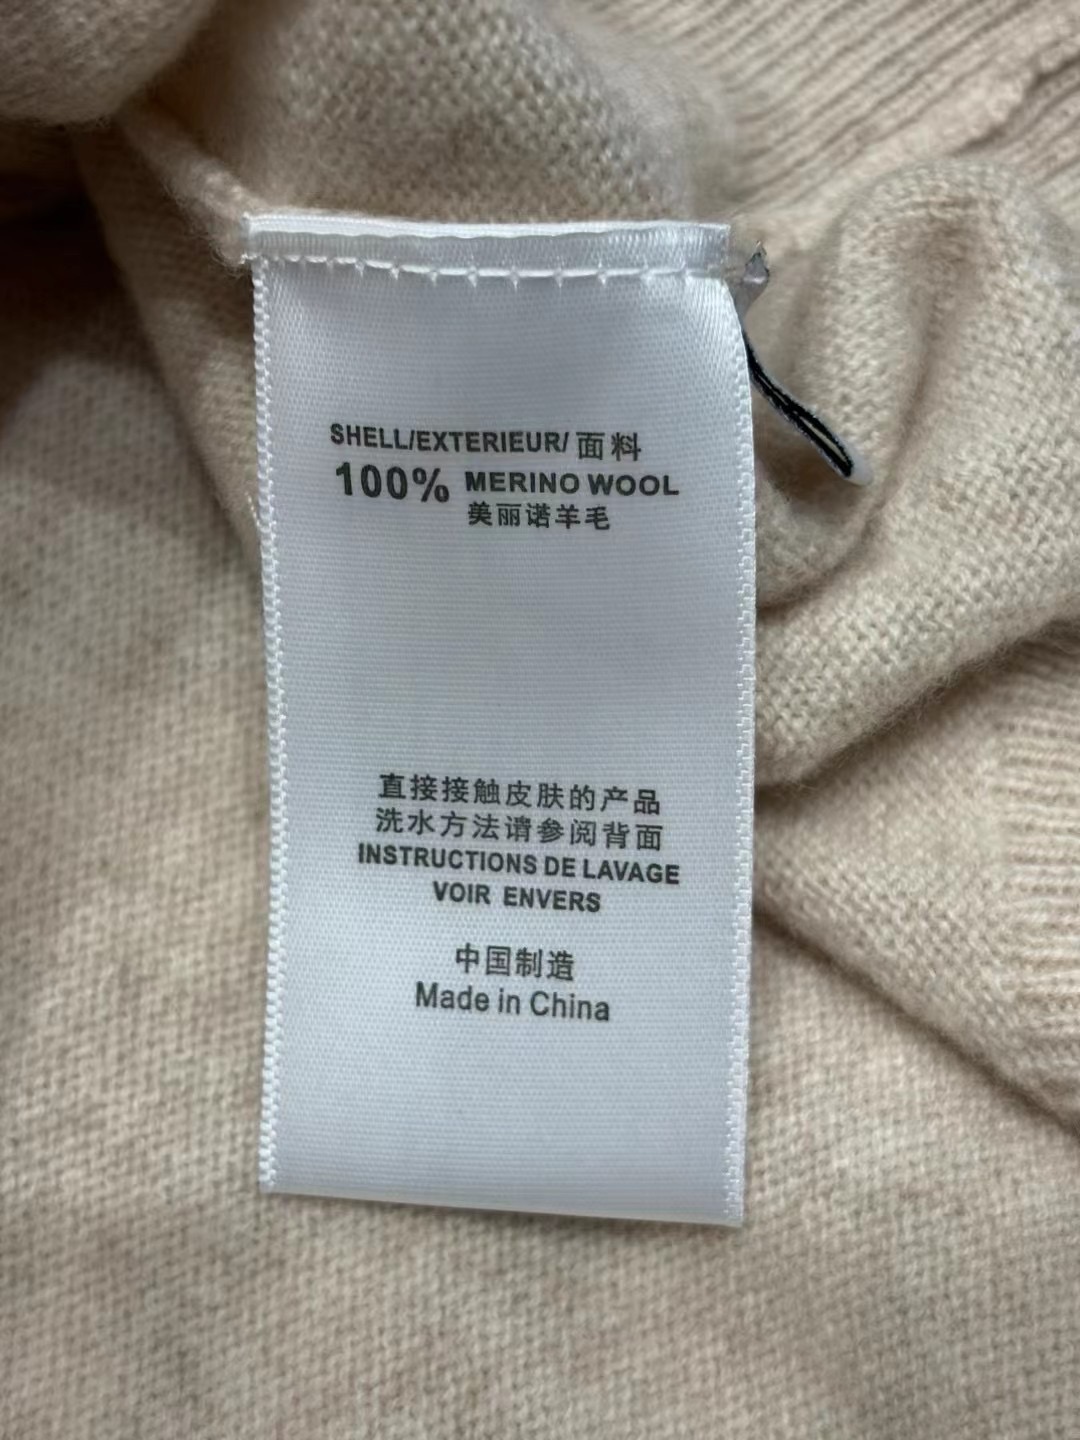 SHELL/EXTERIEUR/ 面料
100% MERINO WOOL
美丽诺羊毛
直接接触皮肤的产品
洗水方法请参阅背面
INSTRUCTIONS DE LAVAGE
VOIR ENVERS
中国制造
Made in China